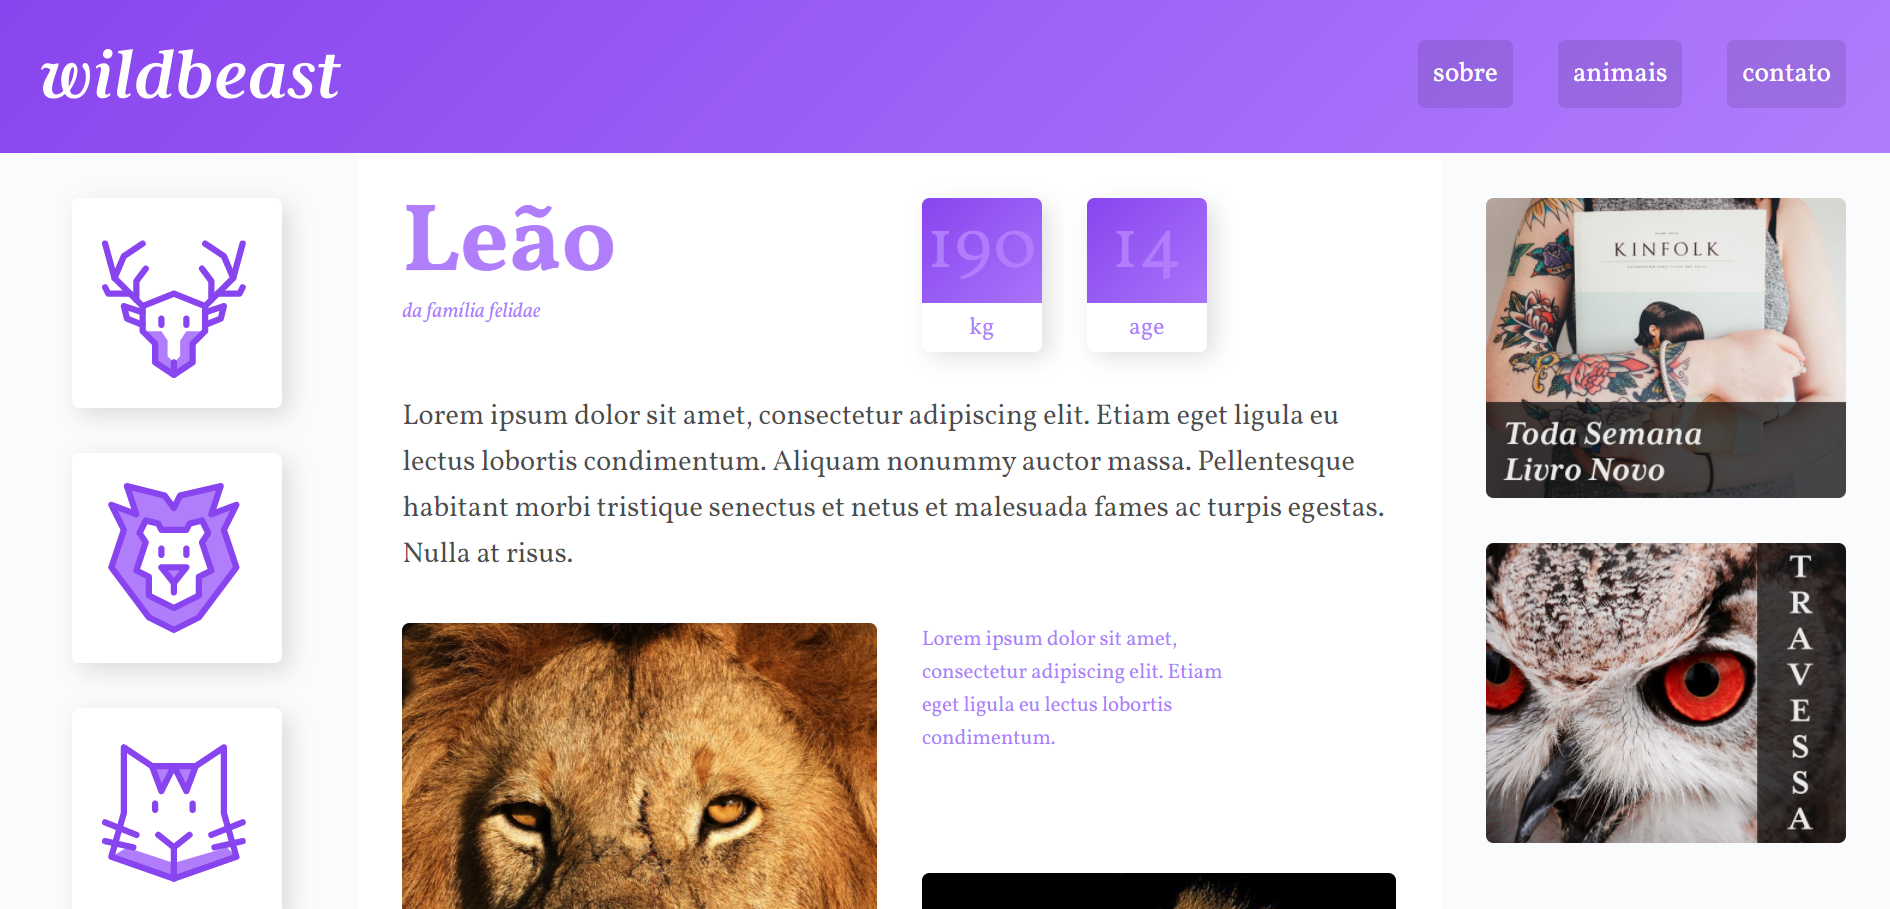 wildbeast
sobre
animais
contato
Leão
da família felidae
190
kg
14
age
Lorem ipsum dolor sit amet, consectetur adipiscing elit. Etiam eget ligula eu
lectus lobortis condimentum. Aliquam nonummy auctor massa. Pellentesque
habitant morbi tristique senectus et netus et malesuada fames ac turpis egestas.
Nulla at risus.
Lorem ipsum dolor sit amet,
consectetur adipiscing elit. Etiam
eget ligula eu lectus lobortis
condimentum.
KINFOLK
Toda Semana
Livro Novo
TRAVESSA